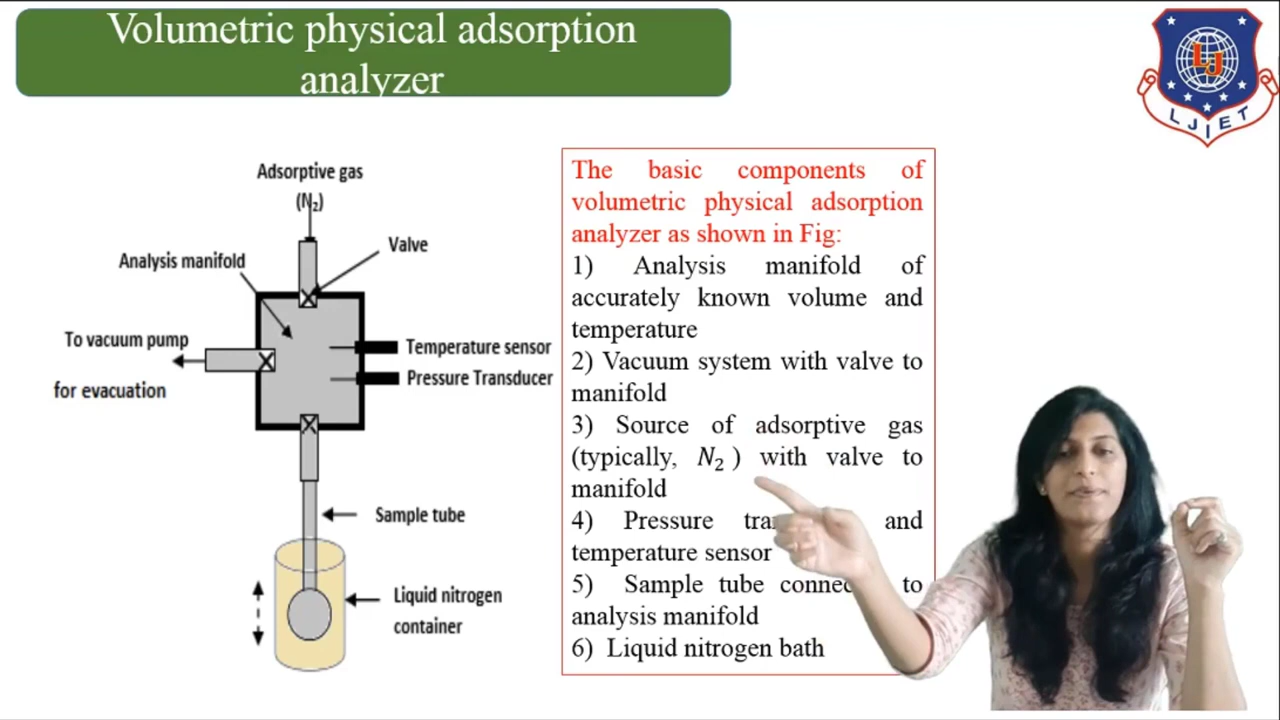 Volumetric physical adsorption
analyzer
LJ
LJIET
Adsorptive gas
(N₂)
Valve
Analysis manifold
To vacuum pump
for evacuation
Temperature sensor
Pressure Transducer
Sample tube
Liquid nitrogen
container
The basic components of
volumetric physical adsorption
analyzer as shown in Fig:
1) Analysis manifold of
accurately known volume and
temperature
2) Vacuum system with valve to
manifold
3) Source of adsorptive gas
(typically, N₂ ) with valve to
manifold
4) Pressure and
temperature sensor
5) Sample tube to
analysis manifold
6) Liquid nitrogen bath